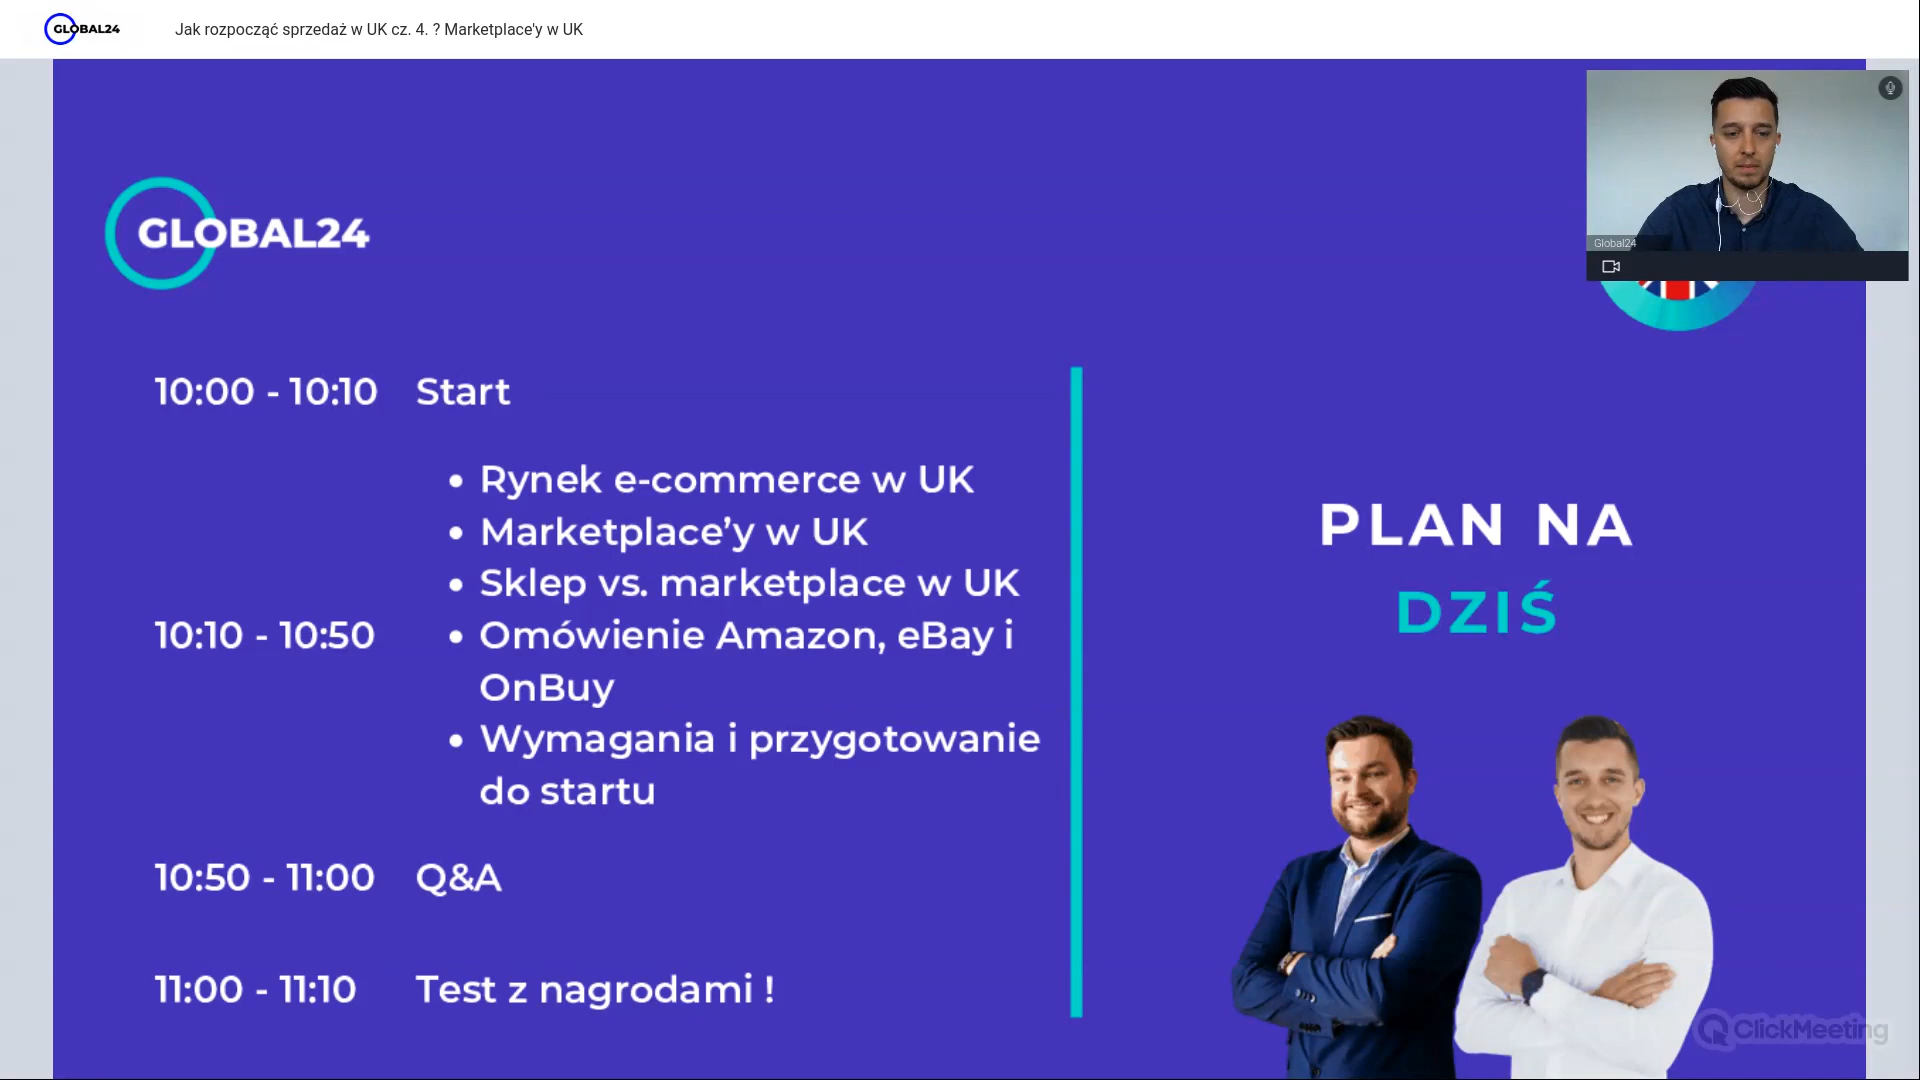 GLOBAL24
Jak rozpocząć sprzedaż w UK cz. 4. ? Marketplace'y w UK
Global24
GLOBAL24
10:00 - 10:10 Start
• Rynek e-commerce w UK
• Marketplace’y w UK
• Sklep vs. marketplace w UK
10:10 - 10:50
• Omówienie Amazon, eBay i
OnBuy
• Wymagania i przygotowanie
do startu
10:50 - 11:00 Q&A
11:00 - 11:10 Test z nagrodami !
PLAN NA
DZIŚ
ClickMeeting